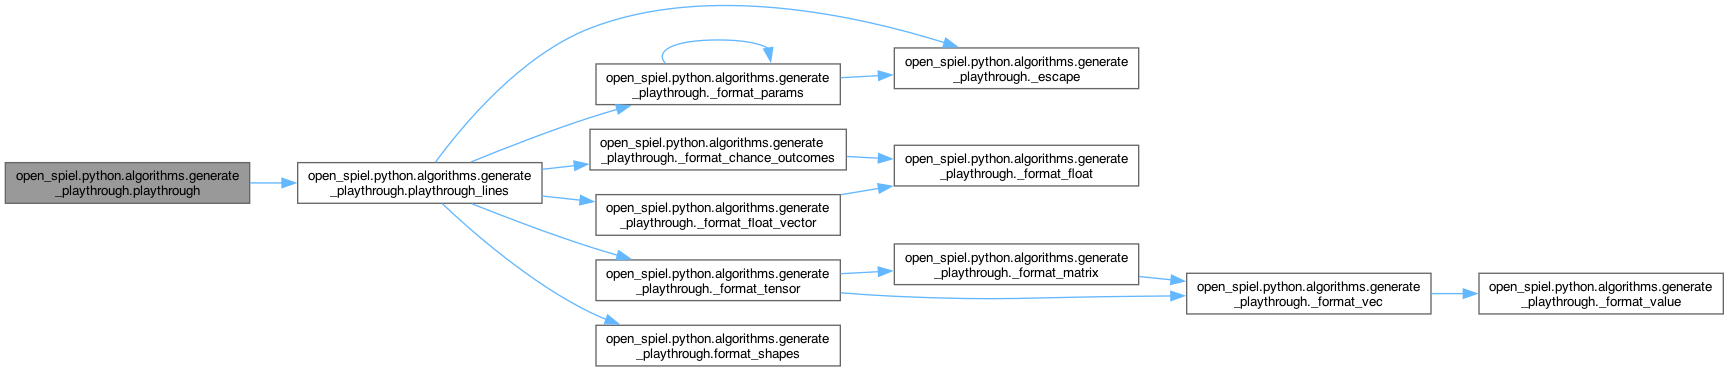 open_spiel.python.algorithms.generate
_playthrough.playthrough
open_spiel.python.algorithms.generate
_playthrough.playthrough_lines
open_spiel.python.algorithms.generate
_playthrough._format_params
open_spiel.python.algorithms.generate
_playthrough._escape
open_spiel.python.algorithms.generate
_playthrough._format_chance_outcomes
open_spiel.python.algorithms.generate
_playthrough._format_float
open_spiel.python.algorithms.generate
_playthrough._format_float_vector
open_spiel.python.algorithms.generate
_playthrough._format_tensor
open_spiel.python.algorithms.generate
_playthrough._format_matrix
open_spiel.python.algorithms.generate
_playthrough._format_vec
open_spiel.python.algorithms.generate
_playthrough._format_value
open_spiel.python.algorithms.generate
_playthrough.format_shapes